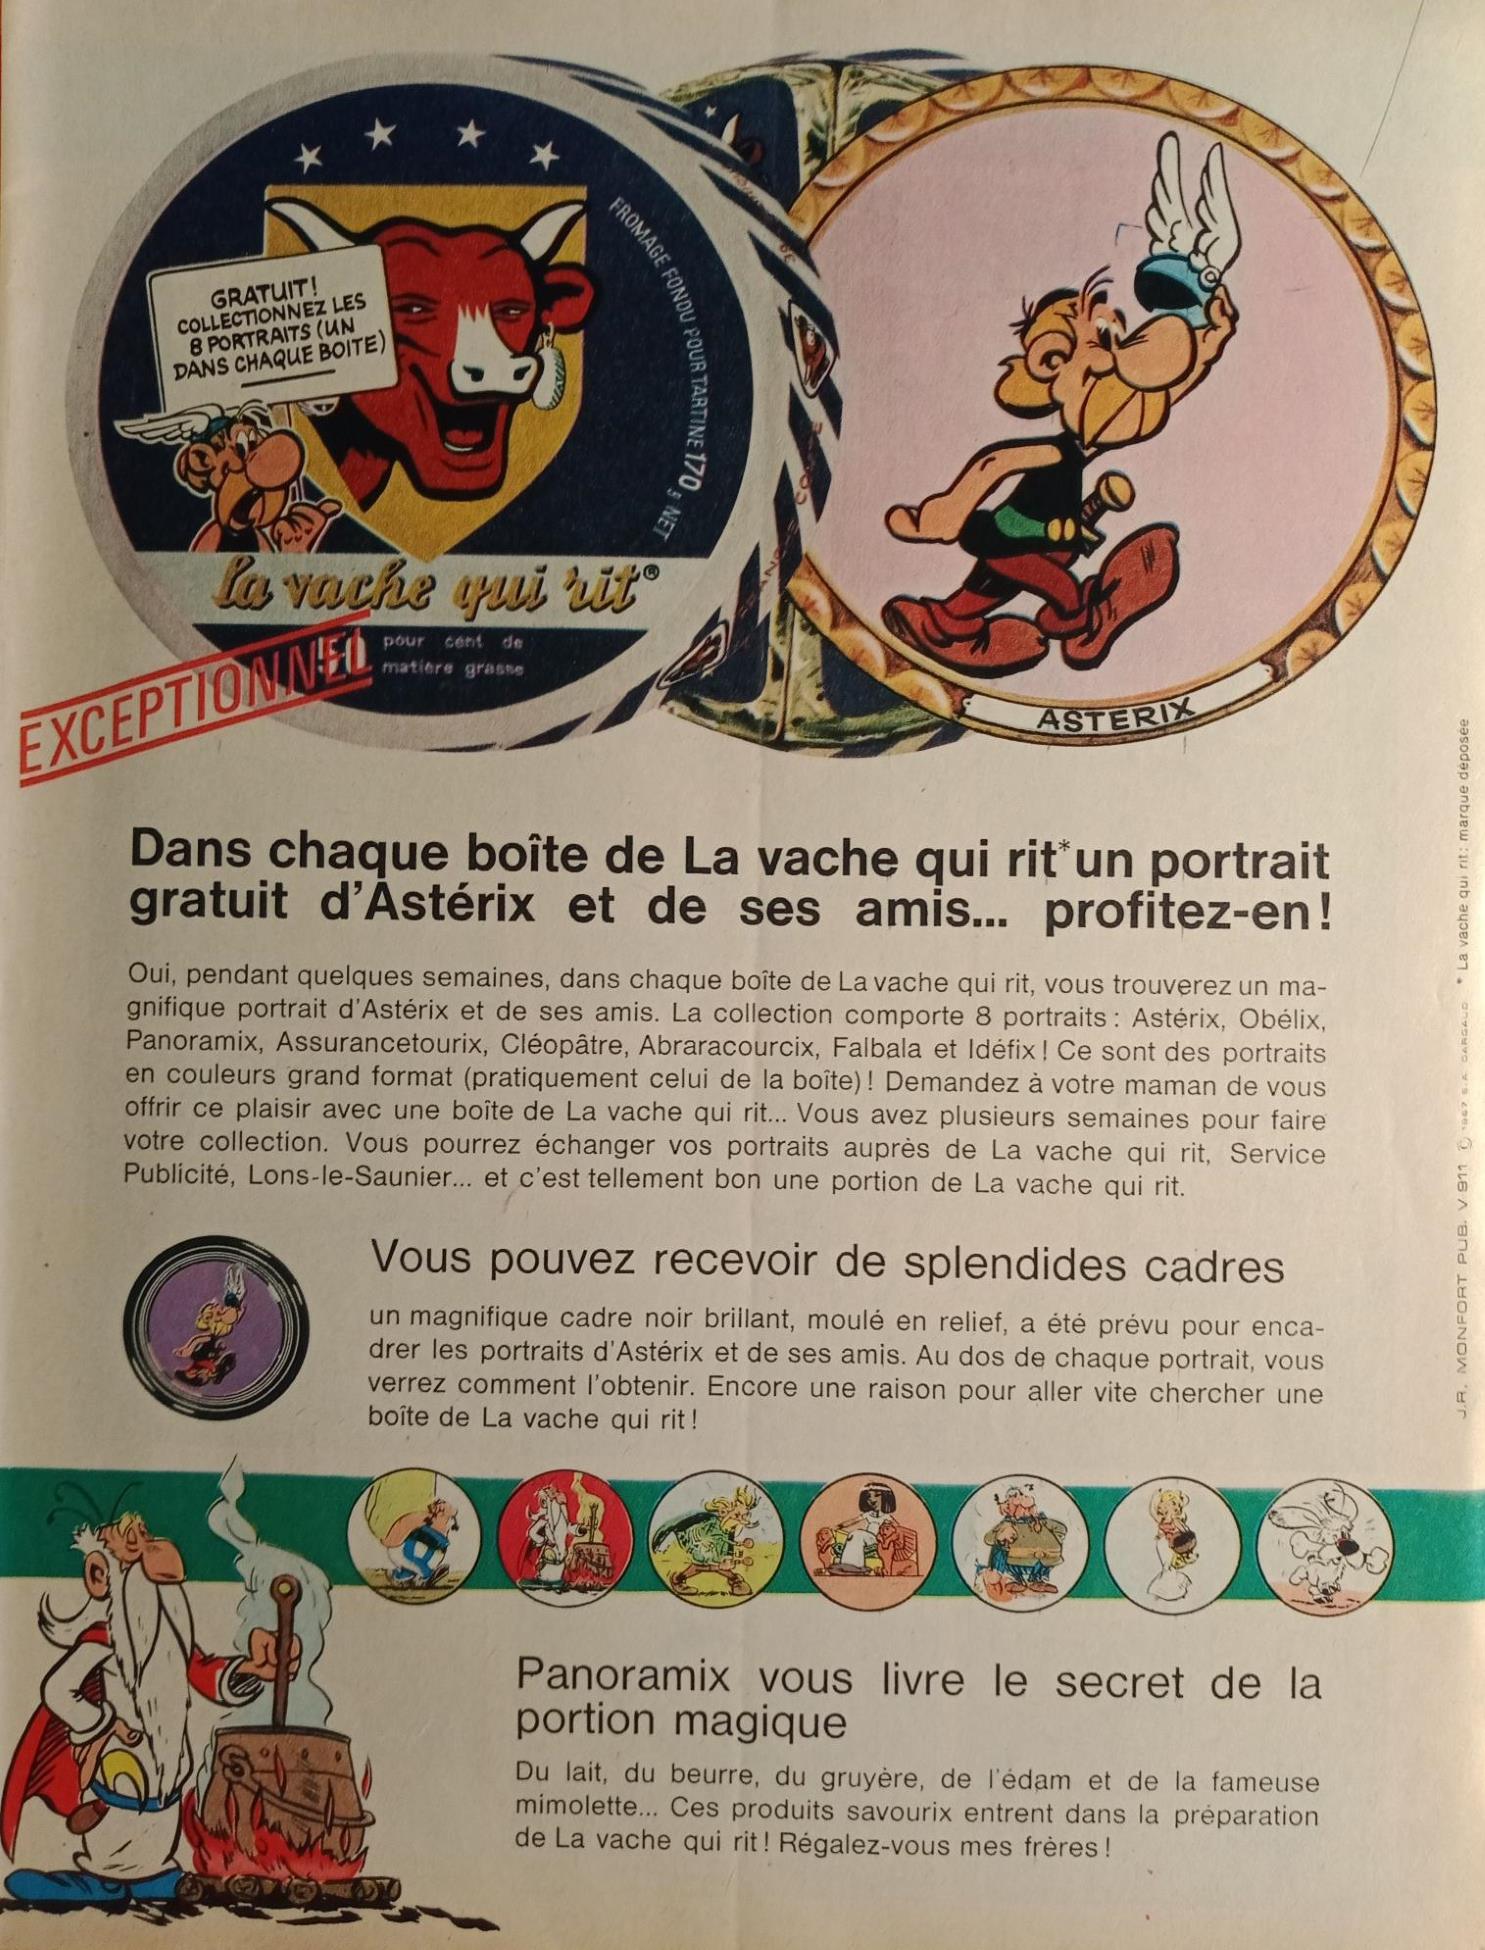 GRATUIT!
COLLECTIONNEZ LES
8 PORTRAITS (UN
DANS CHAQUE BOITE)
FROMAGE FONDU POUR TARTINE 170 g NET
la vache qui rit®
pour cent de
matière grasse
EXCEPTIONNEL
ASTERIX
Dans chaque boîte de La vache qui rit* un portrait
gratuit d'Astérix et de ses amis... profitez-en!
Oui, pendant quelques semaines, dans chaque boîte de La vache qui rit, vous trouverez un ma-
gnifique portrait d'Astérix et de ses amis. La collection comporte 8 portraits : Astérix, Obélix,
Panoramix, Assurancetourix, Cléopâtre, Abraracourcix, Falbala et Idéfix! Ce sont des portraits
en couleurs grand format (pratiquement celui de la boîte)! Demandez à votre maman de vous
offrir ce plaisir avec une boîte de La vache qui rit... Vous avez plusieurs semaines pour faire
votre collection. Vous pourrez échanger vos portraits auprès de La vache qui rit, Service
Publicité, Lons-le-Saunier... et c'est tellement bon une portion de La vache qui rit.
Vous pouvez recevoir de splendides cadres
un magnifique cadre noir brillant, moulé en relief, a été prévu pour enca-
drer les portraits d'Astérix et de ses amis. Au dos de chaque portrait, vous
verrez comment l'obtenir. Encore une raison pour aller vite chercher une
boîte de La vache qui rit!
Panoramix vous livre le secret de la
portion magique
Du lait, du beurre, du gruyère, de l'édam et de la fameuse
mimolette... Ces produits savourix entrent dans la préparation
de La vache qui rit! Régalez-vous mes frères!
J.R. MONFORT PUB. V 911 © 1967 S.A. DARGAUD * La vache qui rit: marque déposée